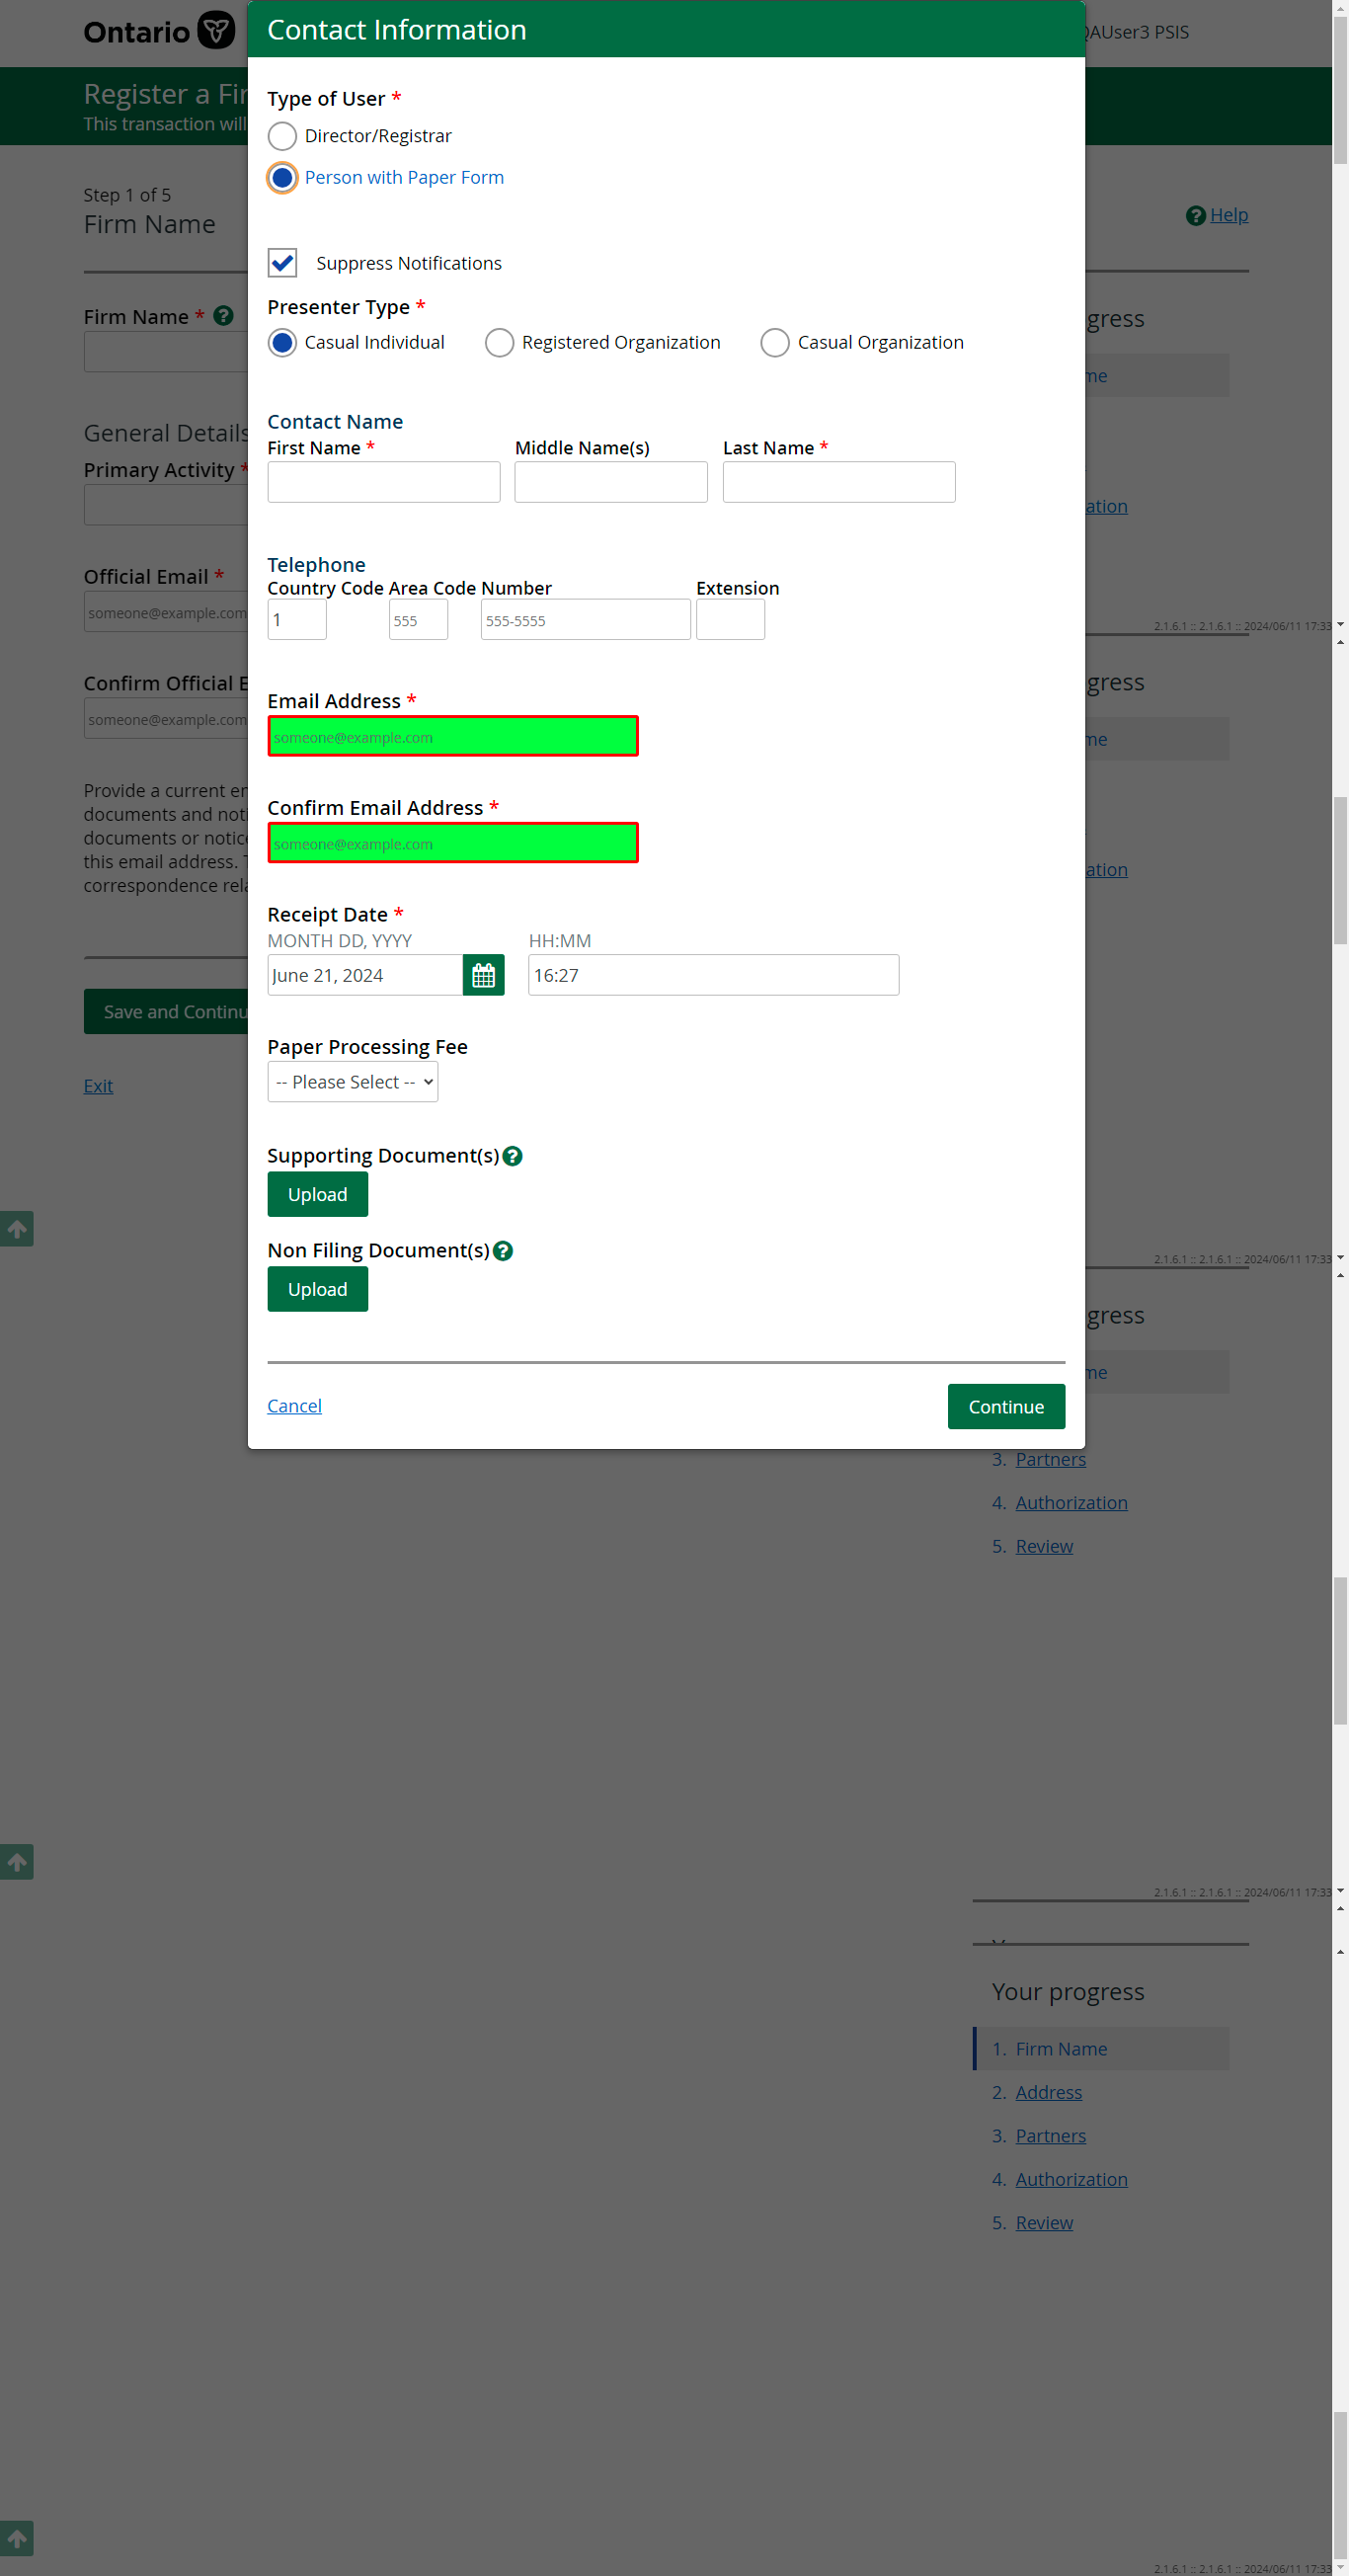 Ontario
QAUser3 PSIS
Contact Information
Register a Fir
This transaction will
Type of User *
Director/Registrar
Person with Paper Form
Step 1 of 5
Firm Name
Help
Suppress Notifications
Firm Name *
Presenter Type *
gress
Casual Individual Registered Organization Casual Organization
me
General Details
Contact Name
Primary Activity *
First Name * Middle Name(s) Last Name *
ation
Official Email *
someone@example.com
Telephone
Country Code Area Code Number Extension
1 555 555-5555
2.1.6.1 :: 2.1.6.1 :: 2024/06/11 17:33
Confirm Official E
someone@example.com
gress
Email Address *
someone@example.com
me
Provide a current en
documents and noti
documents or notice
this email address. T
correspondence rela
Confirm Email Address *
someone@example.com
ation
Receipt Date *
MONTH DD, YYYY HH:MM
June 21, 2024 16:27
Save and Continu
Paper Processing Fee
-- Please Select --
Exit
Supporting Document(s)
Upload
Non Filing Document(s)
Upload
2.1.6.1 :: 2.1.6.1 :: 2024/06/11 17:33
gress
me
Cancel Continue
3. Partners
4. Authorization
5. Review
2.1.6.1 :: 2.1.6.1 :: 2024/06/11 17:33
Your progress
1. Firm Name
2. Address
3. Partners
4. Authorization
5. Review
2.1.6.1 :: 2.1.6.1 :: 2024/06/11 17:33